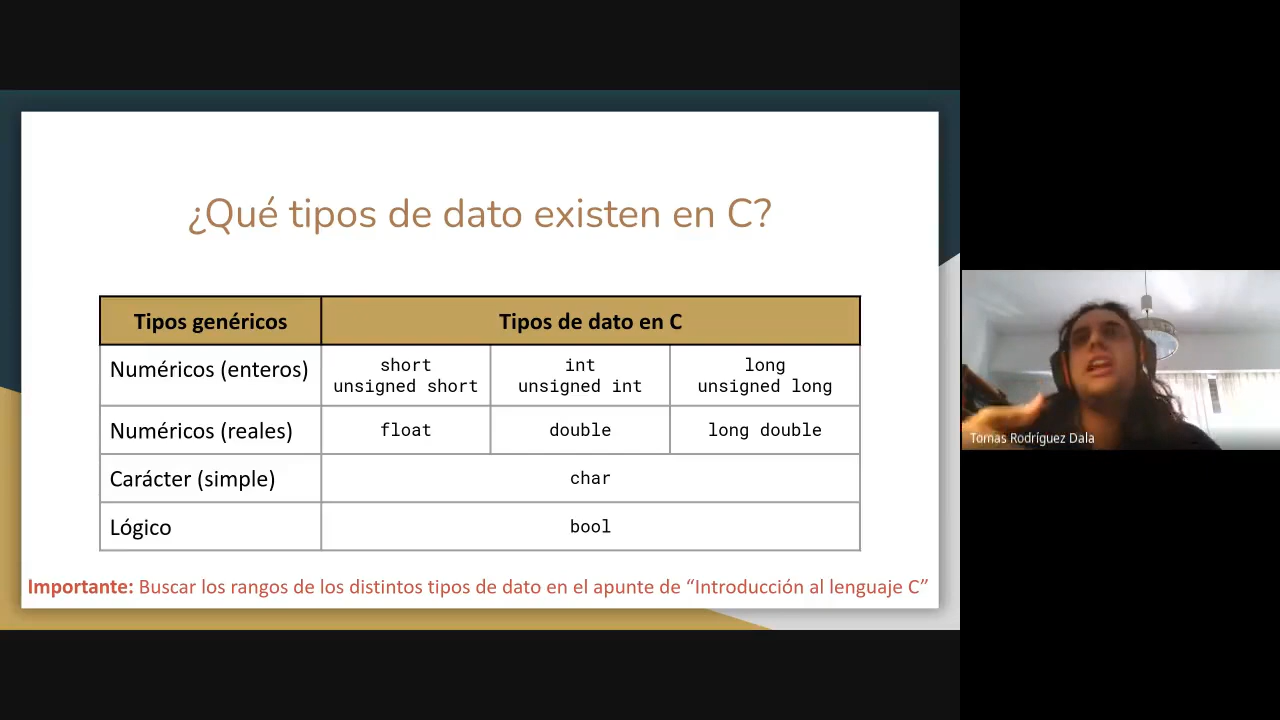 ¿Qué tipos de dato existen en C?
Tipos genéricos
Tipos de dato en C
Numéricos (enteros)
short
unsigned short
int
unsigned int
long
unsigned long
Numéricos (reales)
float
double
long double
Carácter (simple)
char
Lógico
bool
Importante: Buscar los rangos de los distintos tipos de dato en el apunte de “Introducción al lenguaje C”
Tomas Rodríguez Dala